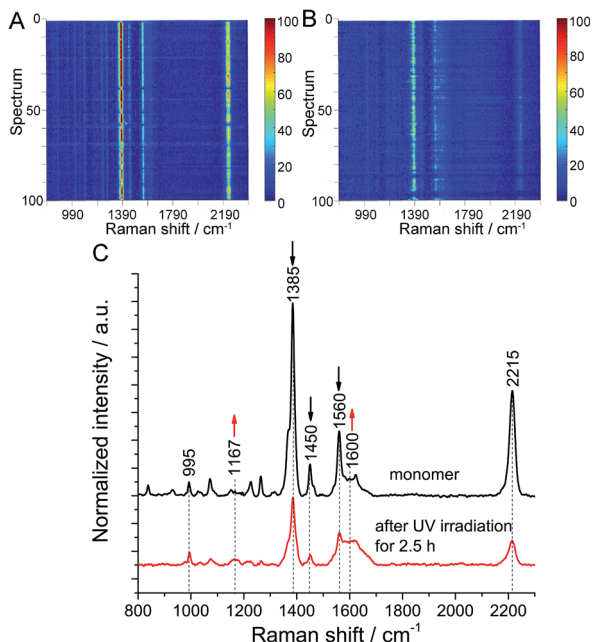 A
B
0
50
100
Spectrum
990 1390 1790 2190
Raman shift / cm-1
100
80
60
40
20
0
0
50
100
Spectrum
990 1390 1790 2190
Raman shift / cm-1
100
80
60
40
20
0
C
Normalized intensity / a.u.
995
1167
1385
1450
1560
1600
2215
monomer
after UV irradiation
for 2.5 h
800 1000 1200 1400 1600 1800 2000 2200
Raman shift / cm-1